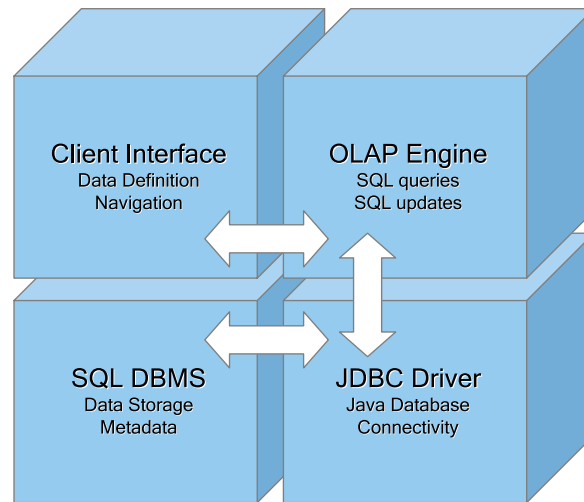 Client Interface
Data Definition
Navigation
OLAP Engine
SQL queries
SQL updates
SQL DBMS
Data Storage
Metadata
JDBC Driver
Java Database
Connectivity